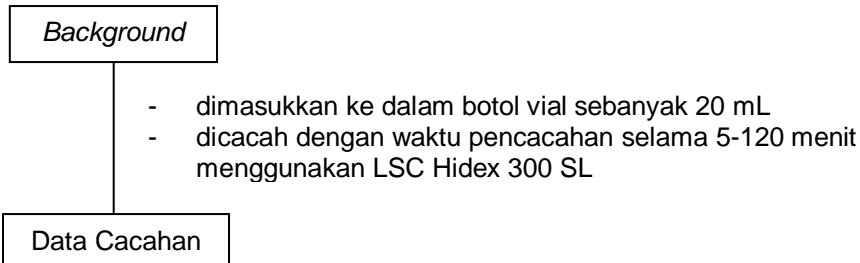 Background
- dimasukkan ke dalam botol vial sebanyak 20 mL
- dicacah dengan waktu pencacahan selama 5-120 menit
menggunakan LSC Hidex 300 SL
Data Cacahan